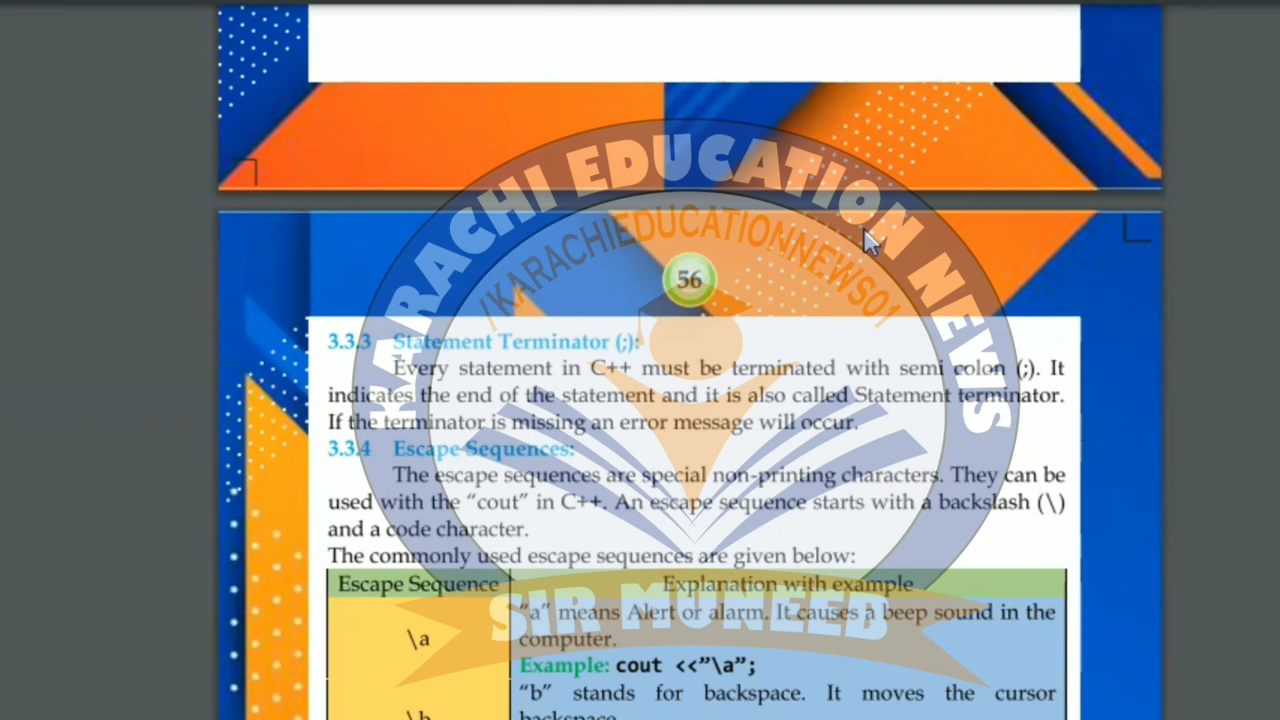 KARACHI EDUCATION NEWS
/KARACHIEDUCATIONNEWS01
56
3.3.3 Statement Terminator (;):
Every statement in C++ must be terminated with semi colon (;). It
indicates the end of the statement and it is also called Statement terminator.
If the terminator is missing an error message will occur.
3.3.4 Escape Sequences:
The escape sequences are special non-printing characters. They can be
used with the “cout” in C++. An escape sequence starts with a backslash (\)
and a code character.
The commonly used escape sequences are given below:
Escape Sequence Explanation with example
“a” means Alert or alarm. It causes a beep sound in the
\a computer.
Example: cout <<”\a”;
“b” stands for backspace. It moves the cursor
\b backspace.
SIR MUNEEB